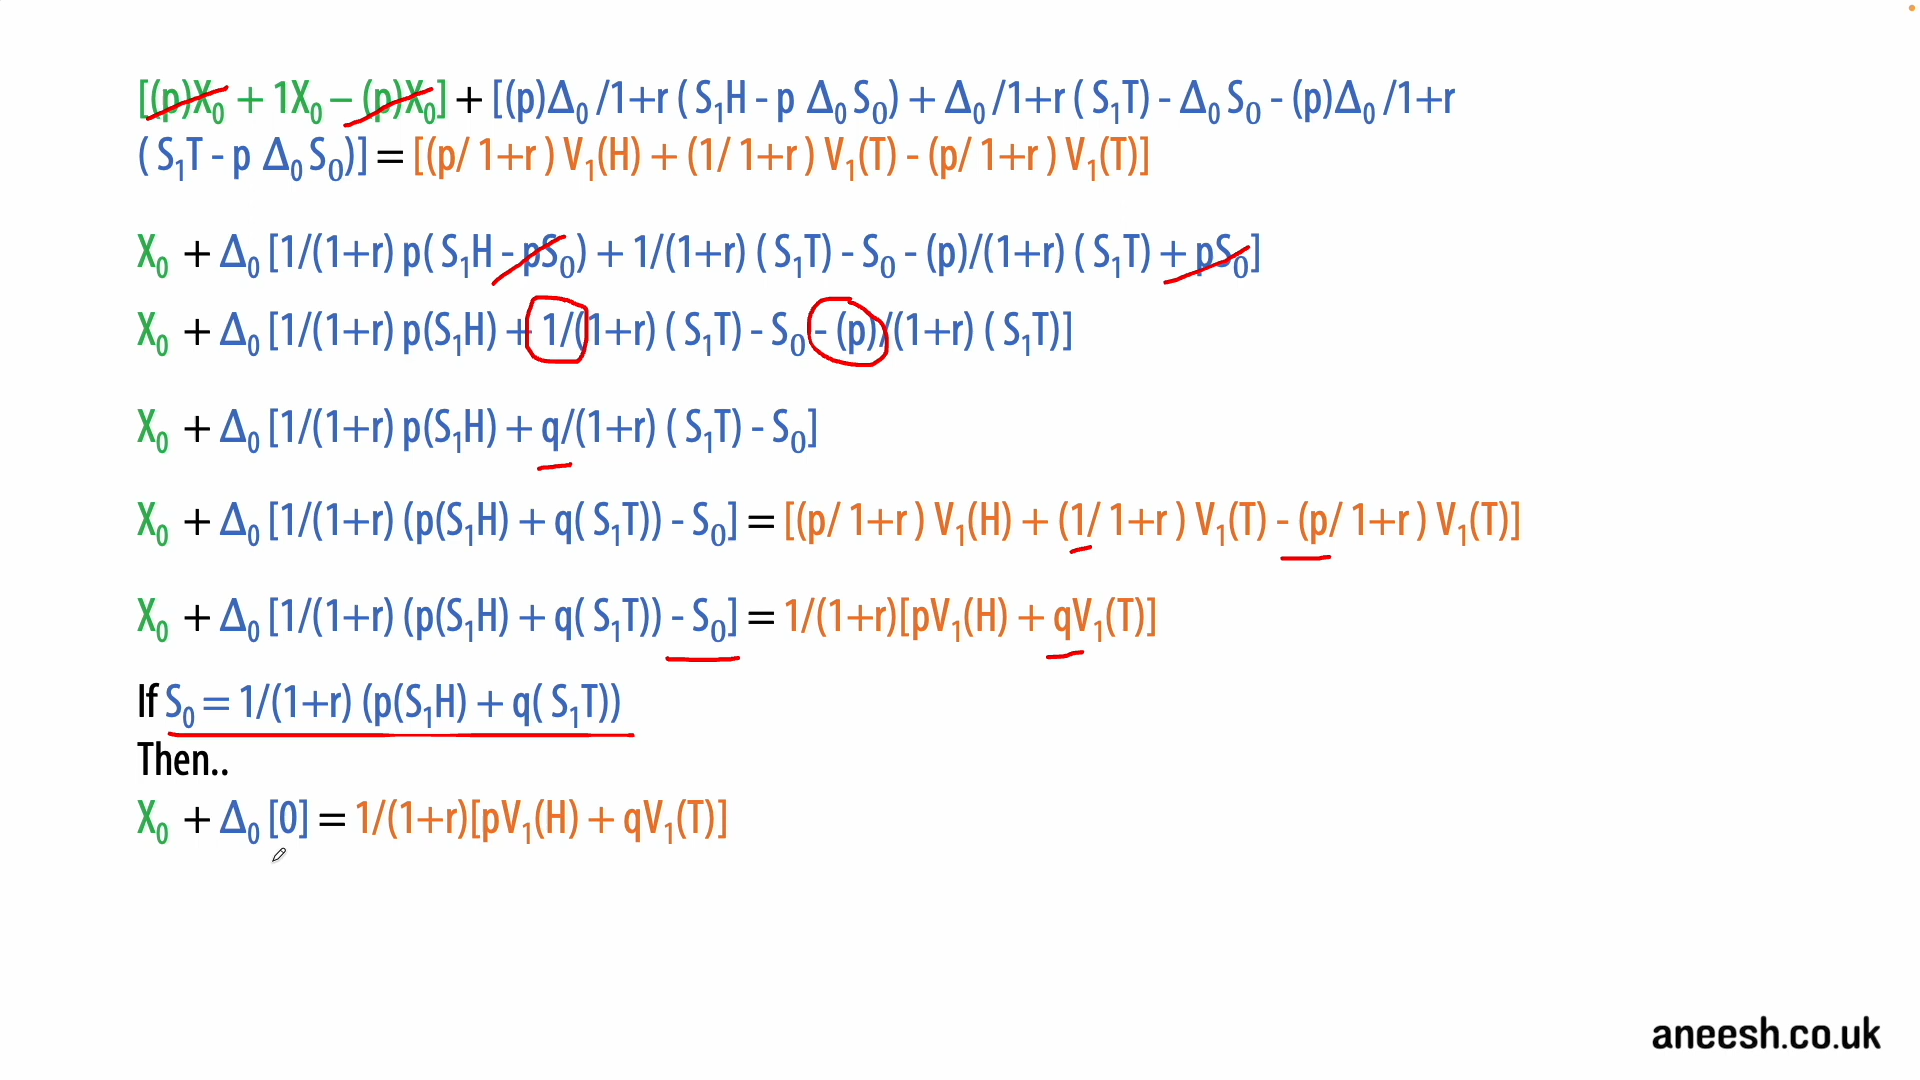 [(p)X₀ + 1X₀ – (p)X₀] + [(p)Δ₀ /1+r ( S₁H - p Δ₀ S₀) + Δ₀ /1+r ( S₁T) - Δ₀ S₀ - (p)Δ₀ /1+r
( S₁T - p Δ₀ S₀)] = [(p/ 1+r ) V₁(H) + (1/ 1+r ) V₁(T) - (p/ 1+r ) V₁(T)]
X₀ + Δ₀ [1/(1+r) p( S₁H - pS₀) + 1/(1+r) ( S₁T) - S₀ - (p)/(1+r) ( S₁T) + pS₀]
X₀ + Δ₀ [1/(1+r) p(S₁H) + 1/(1+r) ( S₁T) - S₀ - (p)/(1+r) ( S₁T)]
X₀ + Δ₀ [1/(1+r) p(S₁H) + q/(1+r) ( S₁T) - S₀]
X₀ + Δ₀ [1/(1+r) (p(S₁H) + q( S₁T)) - S₀] = [(p/ 1+r ) V₁(H) + (1/ 1+r ) V₁(T) - (p/ 1+r ) V₁(T)]
X₀ + Δ₀ [1/(1+r) (p(S₁H) + q( S₁T)) - S₀] = 1/(1+r)[pV₁(H) + qV₁(T)]
If S₀ = 1/(1+r) (p(S₁H) + q( S₁T))
Then..
X₀ + Δ₀ [0] = 1/(1+r)[pV₁(H) + qV₁(T)]
aneesh.co.uk